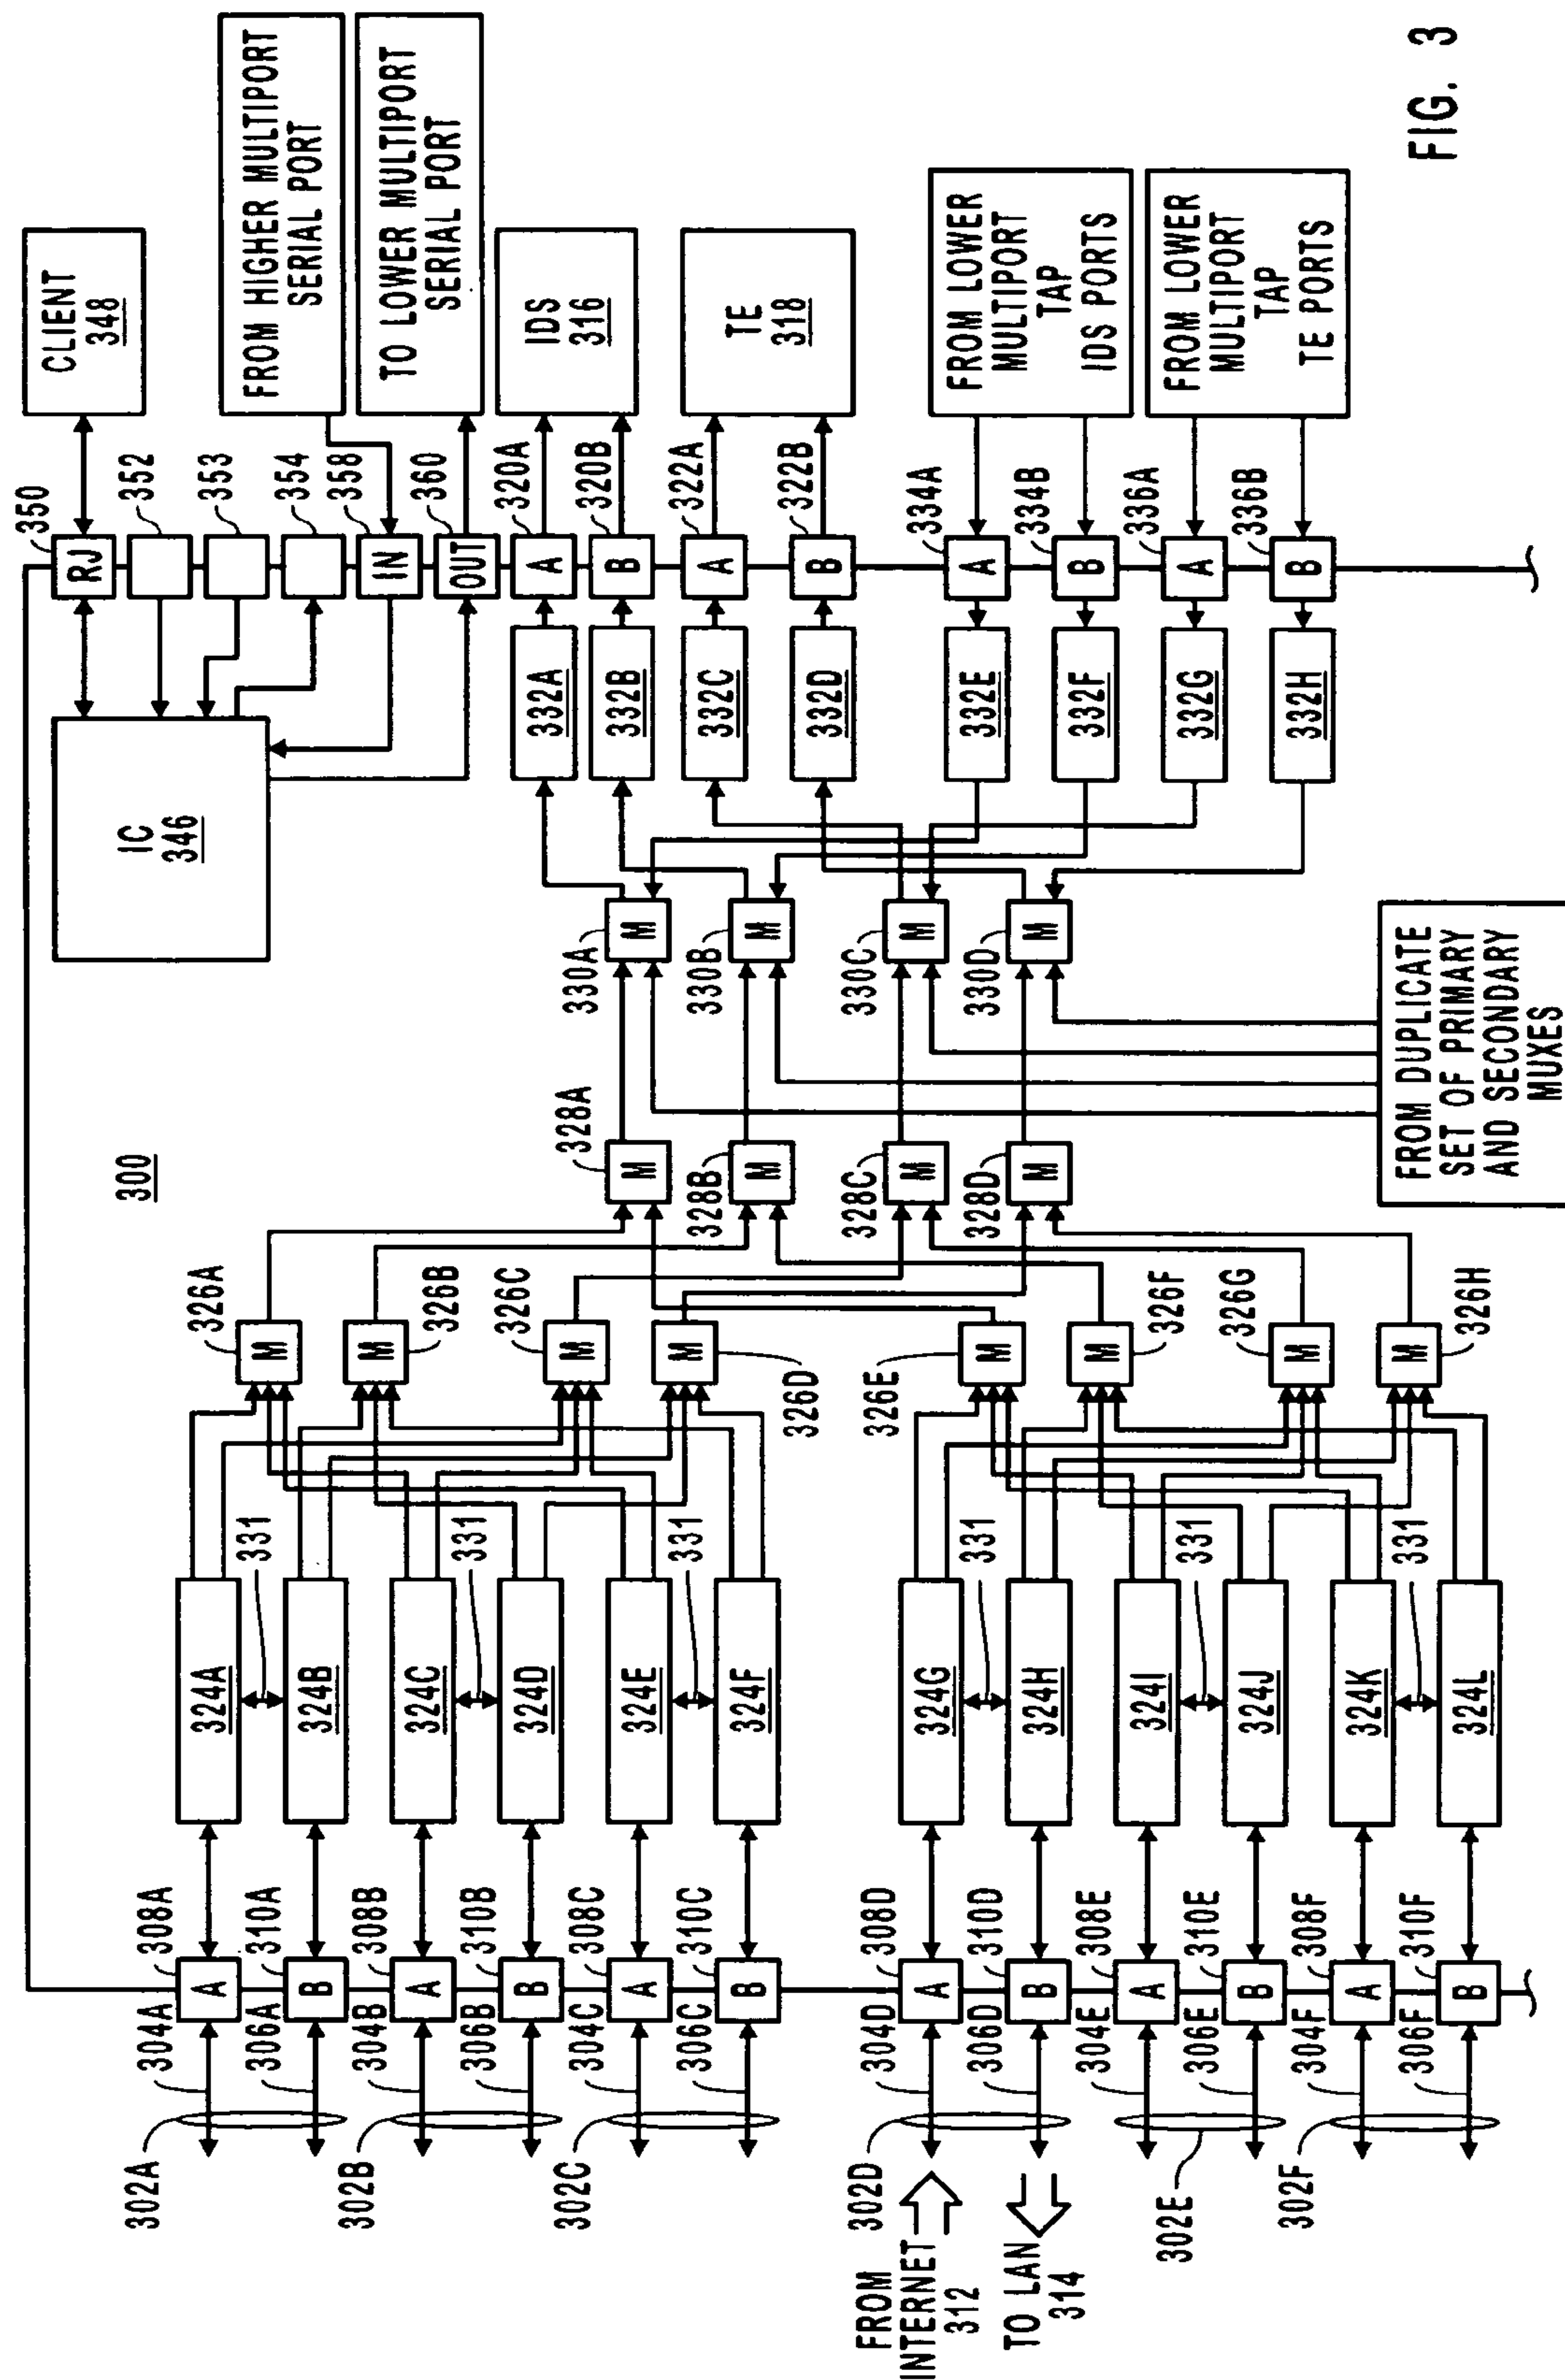 300
302A
304A
308A
306A
310A
302B
304B
308B
306B
310B
302C
304C
308C
306C
310C
302D
304D
308D
306D
310D
302E
304E
308E
306E
310E
302F
304F
308F
306F
310F
A
B
A
B
A
B
A
B
A
B
A
B
FROM
INTERNET
312
TO LAN
314
324A
331
324B
324C
331
324D
324E
331
324F
324G
331
324H
324I
331
324J
324K
331
324L
326A
M
326B
M
326C
M
326D
M
326E
M
326F
M
326G
M
326H
M
328A
M
328B
M
328C
M
328D
M
330A
M
330B
M
330C
M
330D
M
FROM DUPLICATE
SET OF PRIMARY
AND SECONDARY
MUXES
IC
346
332A
332B
332C
332D
332E
332F
332G
332H
350
RJ
352
353
354
358
IN
360
OUT
320A
A
320B
B
322A
A
322B
B
334A
A
334B
B
336A
A
336B
B
CLIENT
348
FROM HIGHER MULTIPORT
SERIAL PORT
TO LOWER MULTIPORT
SERIAL PORT
IDS
316
TE
318
FROM LOWER
MULTIPORT
TAP
IDS PORTS
FROM LOWER
MULTIPORT
TAP
TE PORTS
FIG. 3